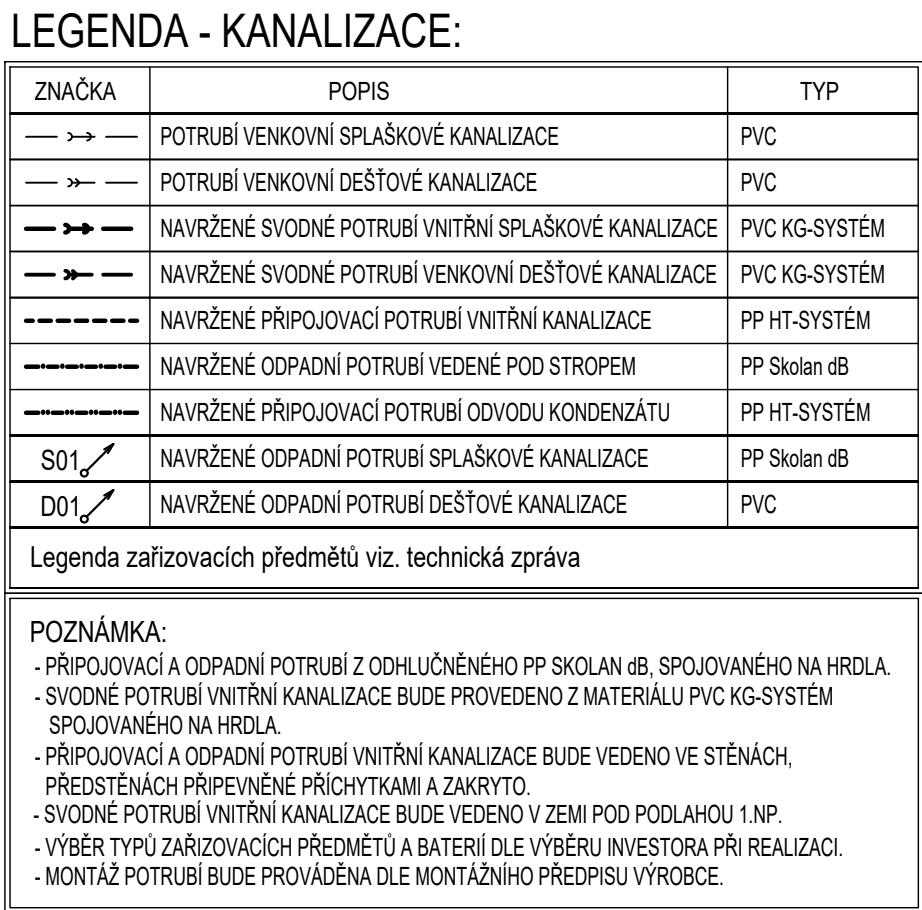 LEGENDA - KANALIZACE:
ZNAČKA POPIS TYP
POTRUBÍ VENKOVNÍ SPLAŠKOVÉ KANALIZACE PVC
POTRUBÍ VENKOVNÍ DEŠŤOVÉ KANALIZACE PVC
NAVRŽENÉ SVODNÉ POTRUBÍ VNITŘNÍ SPLAŠKOVÉ KANALIZACE PVC KG-SYSTÉM
NAVRŽENÉ SVODNÉ POTRUBÍ VENKOVNÍ DEŠŤOVÉ KANALIZACE PVC KG-SYSTÉM
NAVRŽENÉ PŘIPOJOVACÍ POTRUBÍ VNITŘNÍ KANALIZACE PP HT-SYSTÉM
NAVRŽENÉ ODPADNÍ POTRUBÍ VEDENÉ POD STROPEM PP Skolan dB
NAVRŽENÉ PŘIPOJOVACÍ POTRUBÍ ODVODU KONDENZÁTU PP HT-SYSTÉM
S01 NAVRŽENÉ ODPADNÍ POTRUBÍ SPLAŠKOVÉ KANALIZACE PP Skolan dB
D01 NAVRŽENÉ ODPADNÍ POTRUBÍ DEŠŤOVÉ KANALIZACE PVC
Legenda zařizovacích předmětů viz. technická zpráva
POZNÁMKA:
- PŘIPOJOVACÍ A ODPADNÍ POTRUBÍ Z ODHLUČNĚNÉHO PP SKOLAN dB, SPOJOVANÉHO NA HRDLA.
- SVODNÉ POTRUBÍ VNITŘNÍ KANALIZACE BUDE PROVEDENO Z MATERIÁLU PVC KG-SYSTÉM
SPOJOVANÉHO NA HRDLA.
- PŘIPOJOVACÍ A ODPADNÍ POTRUBÍ VNITŘNÍ KANALIZACE BUDE VEDENO VE STĚNÁCH,
PŘEDSTĚNÁCH PŘIPEVNĚNÉ PŘÍCHYTKAMI A ZAKRYTO.
- SVODNÉ POTRUBÍ VNITŘNÍ KANALIZACE BUDE VEDENO V ZEMI POD PODLAHOU 1.NP.
- VÝBĚR TYPŮ ZAŘIZOVACÍCH PŘEDMĚTŮ A BATERIÍ DLE VÝBĚRU INVESTORA PŘI REALIZACI.
- MONTÁŽ POTRUBÍ BUDE PROVÁDĚNA DLE MONTÁŽNÍHO PŘEDPISU VÝROBCE.